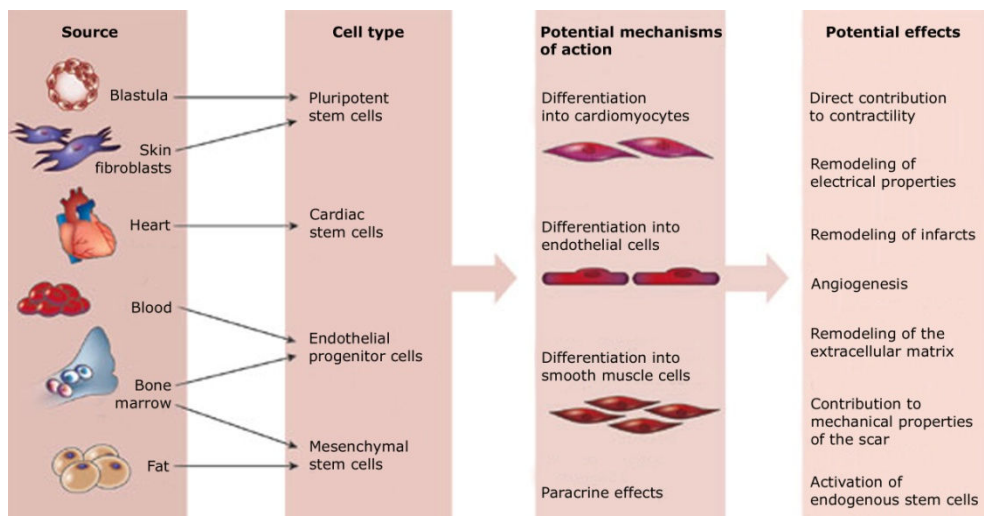 Source
Blastula
Skin
fibroblasts
Heart
Blood
Bone
marrow
Fat
Cell type
Pluripotent
stem cells
Cardiac
stem cells
Endothelial
progenitor cells
Mesenchymal
stem cells
Potential mechanisms
of action
Differentiation
into cardiomyocytes
Differentiation into
endothelial cells
Differentiation into
smooth muscle cells
Paracrine effects
Potential effects
Direct contribution
to contractility
Remodeling of
electrical properties
Remodeling of infarcts
Angiogenesis
Remodeling of the
extracellular matrix
Contribution to
mechanical properties
of the scar
Activation of
endogenous stem cells